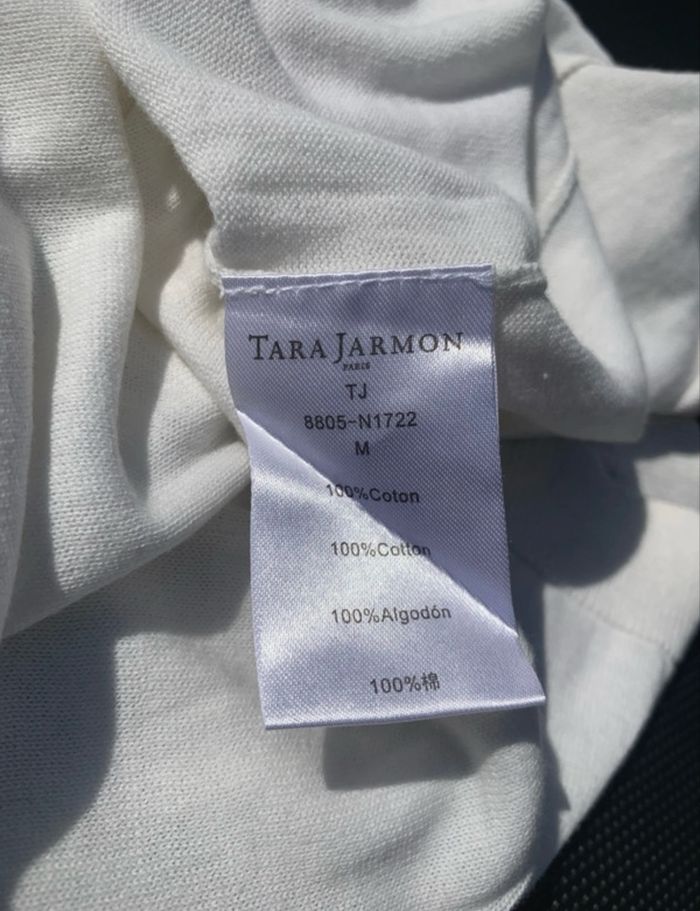 TARA JARMON
PARIS
TJ
8805-N1722
M
100%Coton
100%Cotton
100%Algodón
100%棉